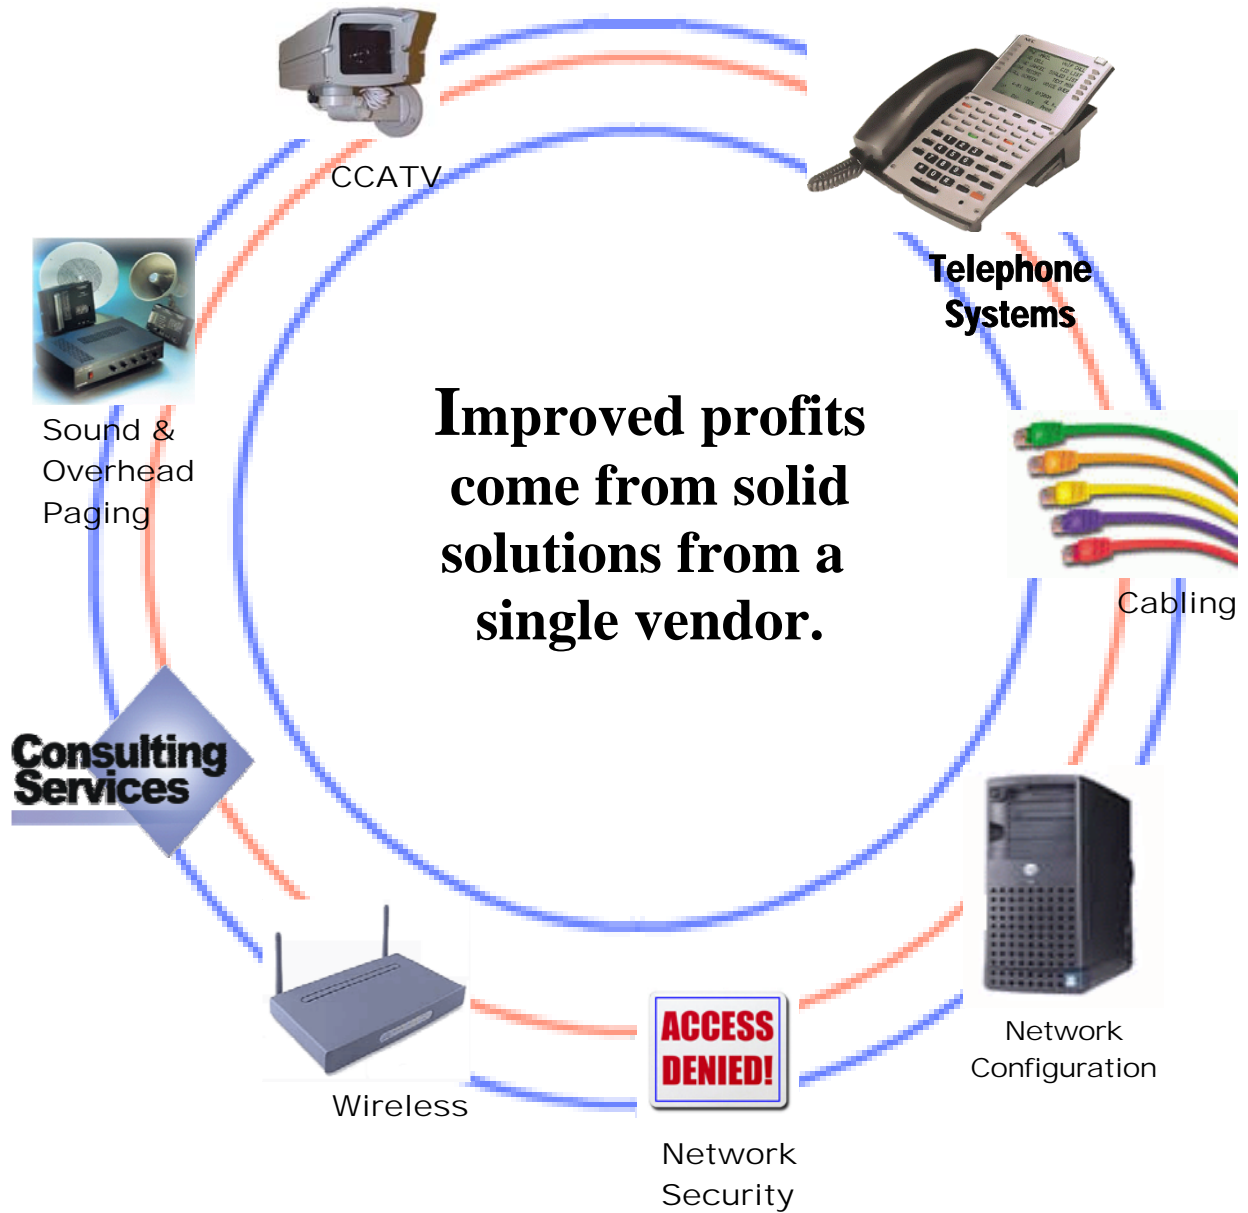 CCATV
Telephone
Systems
Sound &
Overhead
Paging
Improved profits
come from solid
solutions from a
single vendor.
Cabling
Consulting
Services
ACCESS
DENIED!
Network
Configuration
Wireless
Network
Security